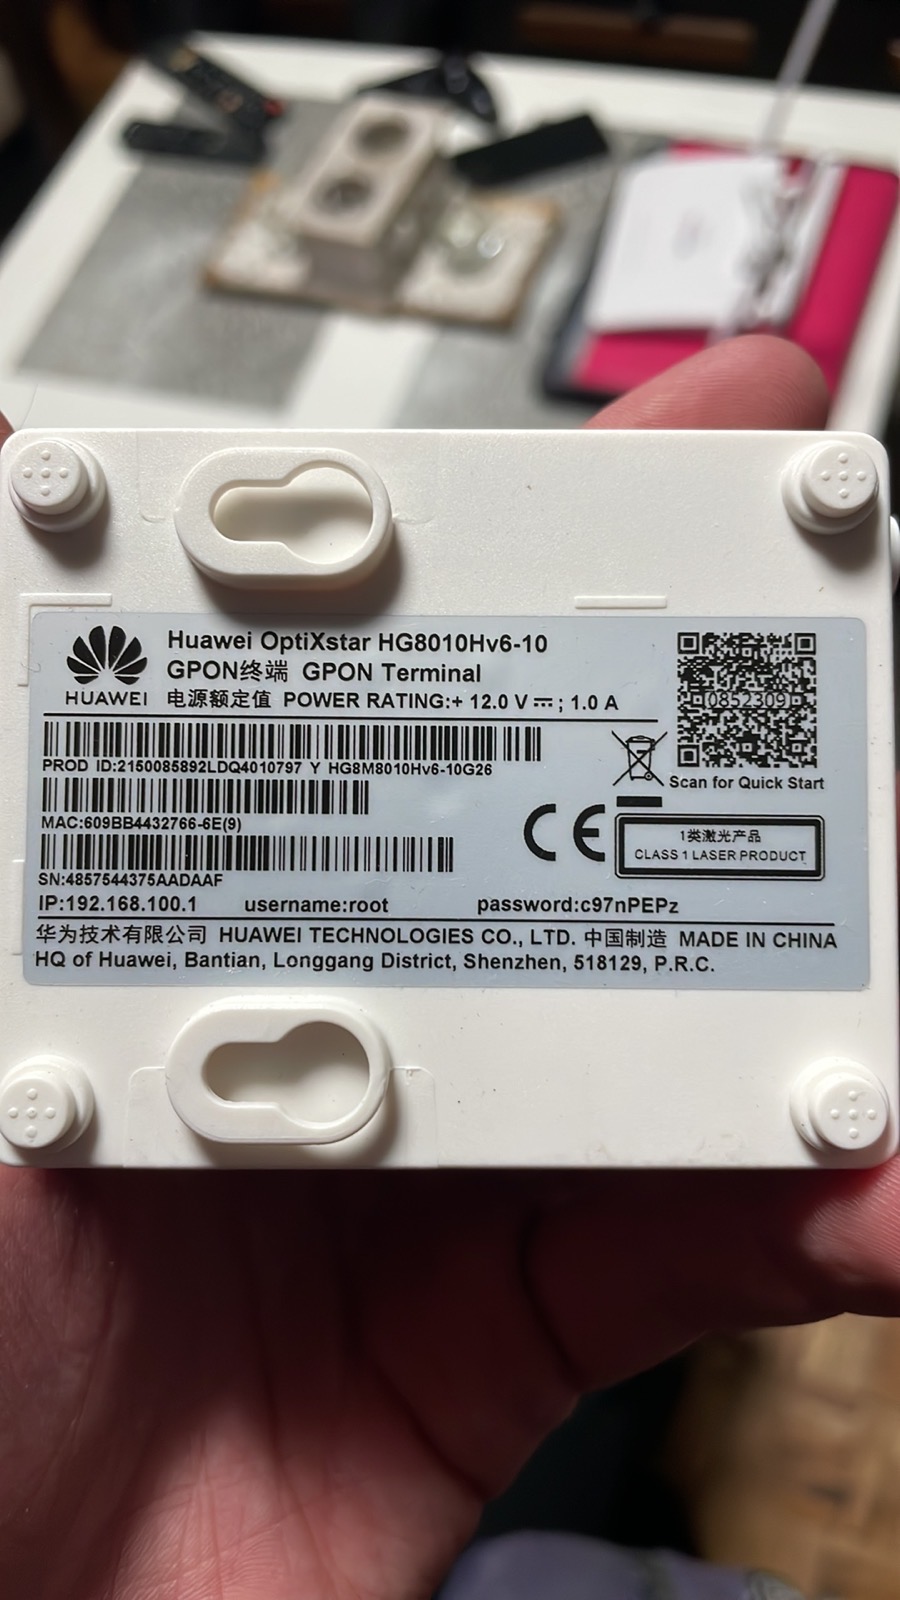 HUAWEI
Huawei OptiXstar HG8010Hv6-10
GPON终端 GPON Terminal
电源额定值 POWER RATING:+ 12.0 V ⎓ ; 1.0 A
08523091
Scan for Quick Start
PROD ID:2150085892LDQ4010797 Y HG8M8010Hv6-10G26
MAC:609BB4432766-6E(9)
CE
1类激光产品
CLASS 1 LASER PRODUCT
SN:4857544375AADAAF
IP:192.168.100.1 username:root password:c97nPEPz
华为技术有限公司 HUAWEI TECHNOLOGIES CO., LTD. 中国制造 MADE IN CHINA
HQ of Huawei, Bantian, Longgang District, Shenzhen, 518129, P.R.C.